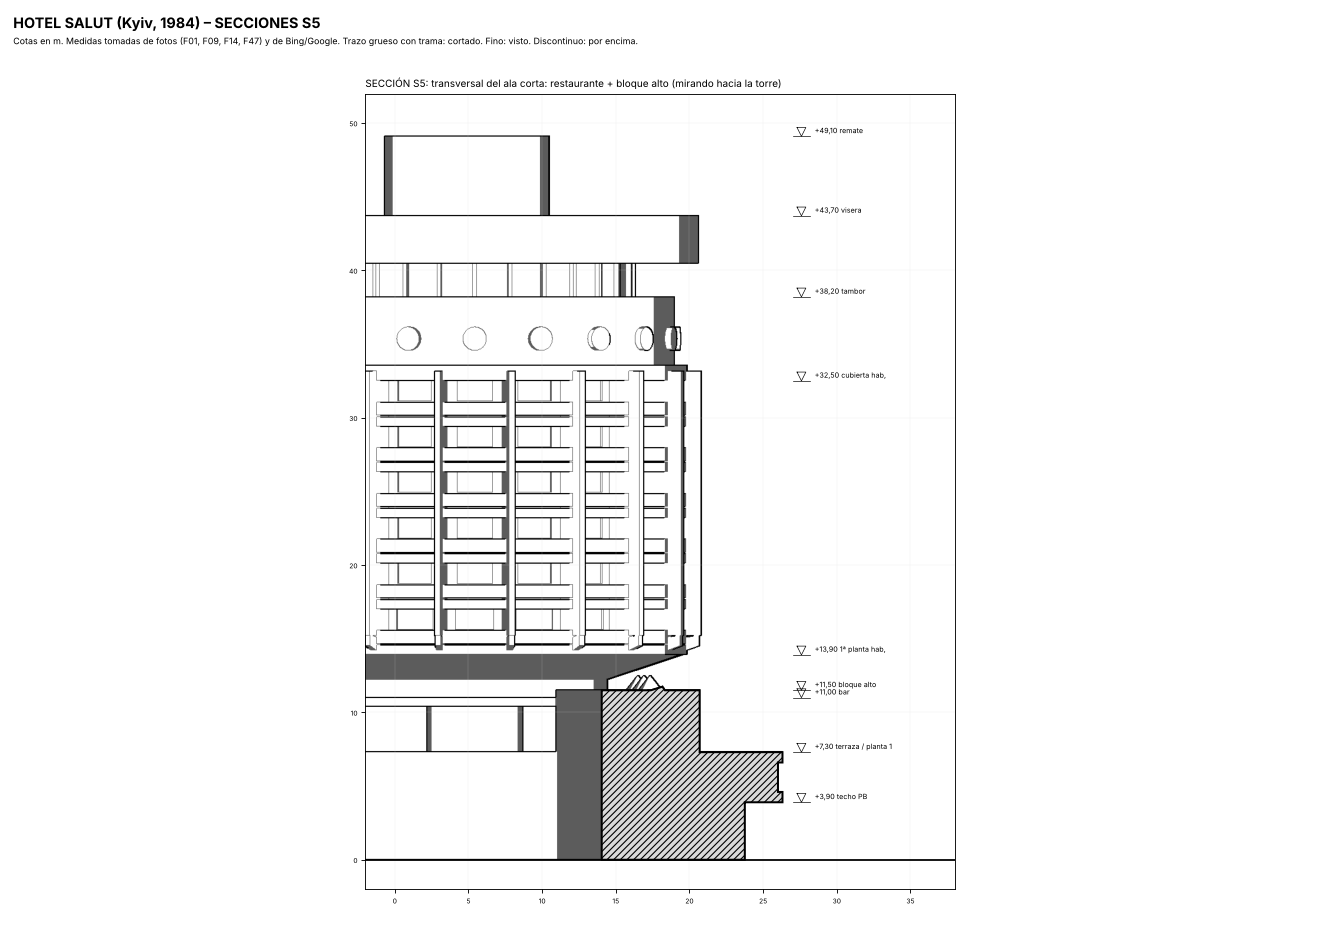 HOTEL SALUT (Kyiv, 1984) – SECCIONES S5
Cotas en m. Medidas tomadas de fotos (F01, F09, F14, F47) y de Bing/Google. Trazo grueso con trama: cortado. Fino: visto. Discontinuo: por encima.
SECCIÓN S5: transversal del ala corta: restaurante + bloque alto (mirando hacia la torre)
50
+49,10 remate
+43,70 visera
40
+38,20 tambor
+32,50 cubierta hab,
30
20
+13,90 1ª planta hab,
+11,50 bloque alto
+11,00 bar
10
+7,30 terraza / planta 1
+3,90 techo PB
0
0 5 10 15 20 25 30 35